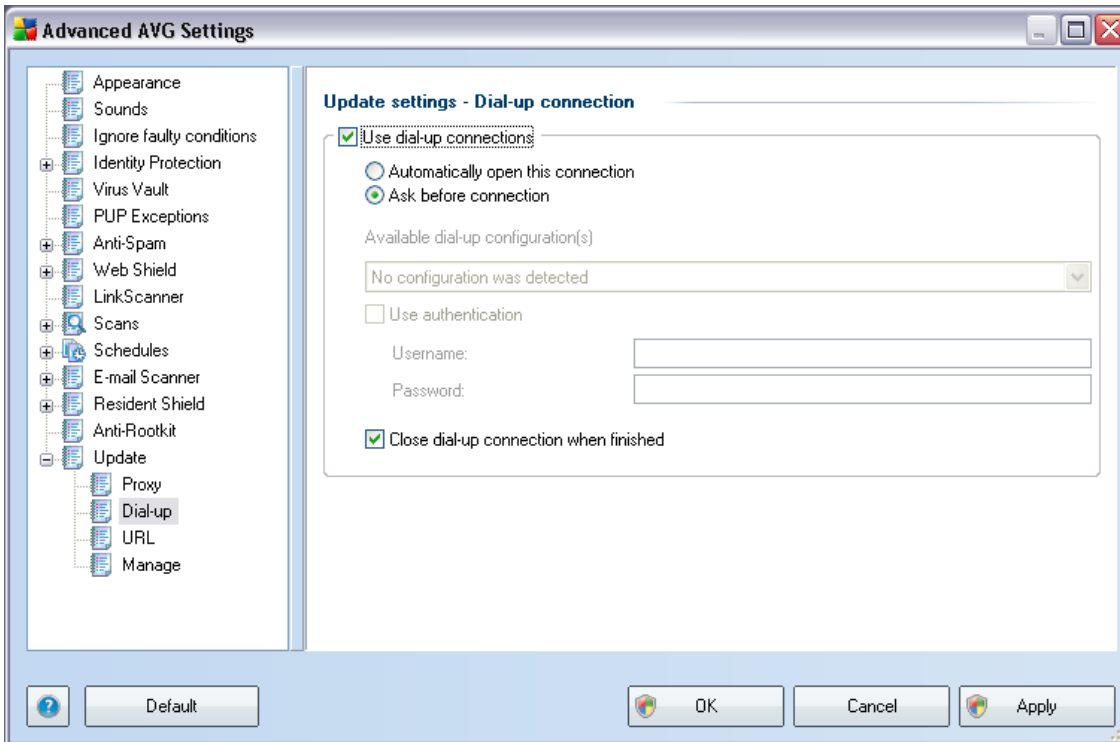 Advanced AVG Settings
Appearance
Sounds
Ignore faulty conditions
Identity Protection
Virus Vault
PUP Exceptions
Anti-Spam
Web Shield
LinkScanner
Scans
Schedules
E-mail Scanner
Resident Shield
Anti-Rootkit
Update
Proxy
Dial-up
URL
Manage
Update settings - Dial-up connection
Use dial-up connections
Automatically open this connection
Ask before connection
Available dial-up configuration(s)
No configuration was detected
Use authentication
Username:
Password:
Close dial-up connection when finished
? Default OK Cancel Apply